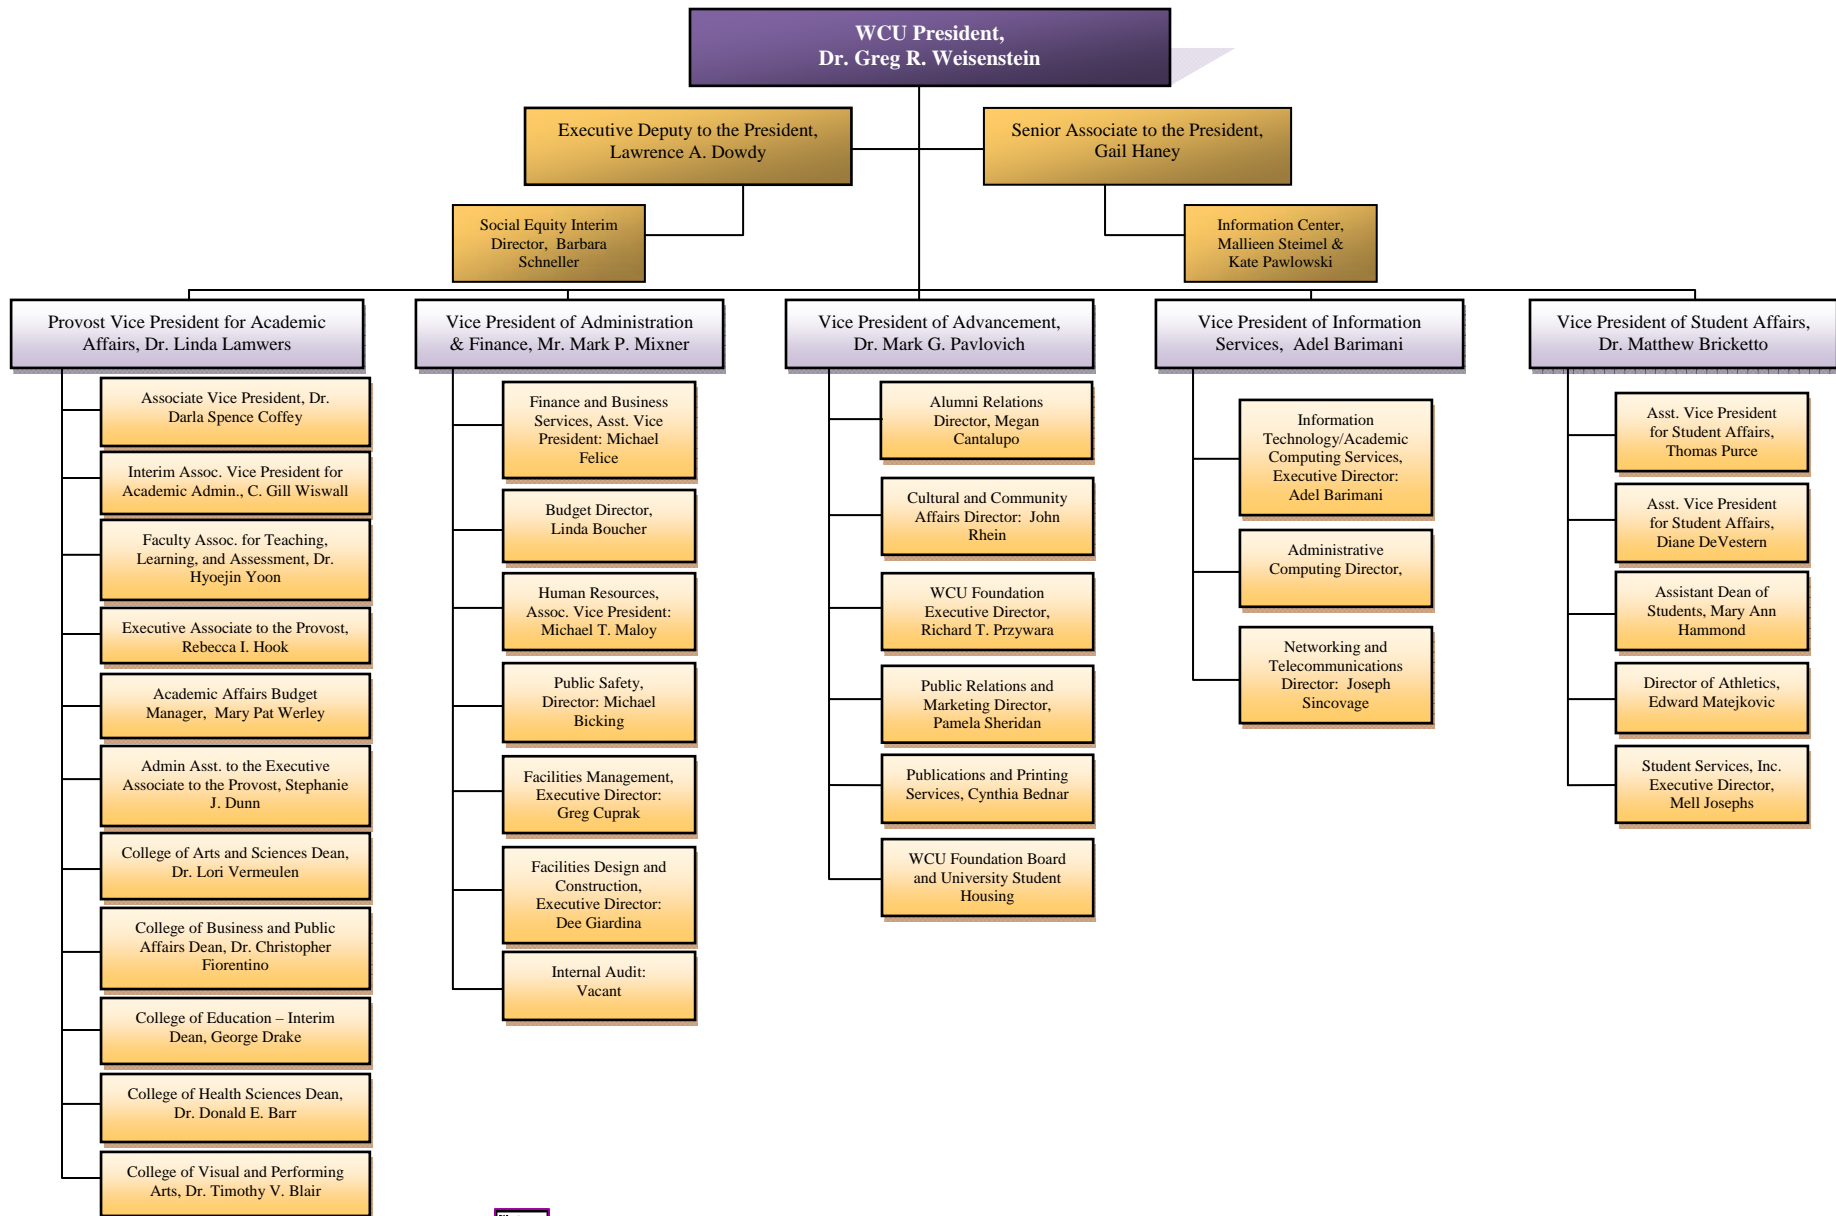 WCU President,
Dr. Greg R. Weisenstein
Executive Deputy to the President,
Lawrence A. Dowdy
Senior Associate to the President,
Gail Haney
Social Equity Interim
Director, Barbara
Schneller
Information Center,
Mallieen Steimel &
Kate Pawlowski
Provost Vice President for Academic
Affairs, Dr. Linda Lamwers
Associate Vice President, Dr.
Darla Spence Coffey
Interim Assoc. Vice President for
Academic Admin., C. Gill Wiswall
Faculty Assoc. for Teaching,
Learning, and Assessment, Dr.
Hyoejin Yoon
Executive Associate to the Provost,
Rebecca I. Hook
Academic Affairs Budget
Manager, Mary Pat Werley
Admin Asst. to the Executive
Associate to the Provost, Stephanie
J. Dunn
College of Arts and Sciences Dean,
Dr. Lori Vermeulen
College of Business and Public
Affairs Dean, Dr. Christopher
Fiorentino
College of Education – Interim
Dean, George Drake
College of Health Sciences Dean,
Dr. Donald E. Barr
College of Visual and Performing
Arts, Dr. Timothy V. Blair
Vice President of Administration
& Finance, Mr. Mark P. Mixner
Finance and Business
Services, Asst. Vice
President: Michael
Felice
Budget Director,
Linda Boucher
Human Resources,
Assoc. Vice President:
Michael T. Maloy
Public Safety,
Director: Michael
Bicking
Facilities Management,
Executive Director:
Greg Cuprak
Facilities Design and
Construction,
Executive Director:
Dee Giardina
Internal Audit:
Vacant
Vice President of Advancement,
Dr. Mark G. Pavlovich
Alumni Relations
Director, Megan
Cantalupo
Cultural and Community
Affairs Director: John
Rhein
WCU Foundation
Executive Director,
Richard T. Przywara
Public Relations and
Marketing Director,
Pamela Sheridan
Publications and Printing
Services, Cynthia Bednar
WCU Foundation Board
and University Student
Housing
Vice President of Information
Services, Adel Barimani
Information
Technology/Academic
Computing Services,
Executive Director:
Adel Barimani
Administrative
Computing Director,
Networking and
Telecommunications
Director: Joseph
Sincovage
Vice President of Student Affairs,
Dr. Matthew Bricketto
Asst. Vice President
for Student Affairs,
Thomas Purce
Asst. Vice President
for Student Affairs,
Diane DeVestern
Assistant Dean of
Students, Mary Ann
Hammond
Director of Athletics,
Edward Matejkovic
Student Services, Inc.
Executive Director,
Mell Josephs